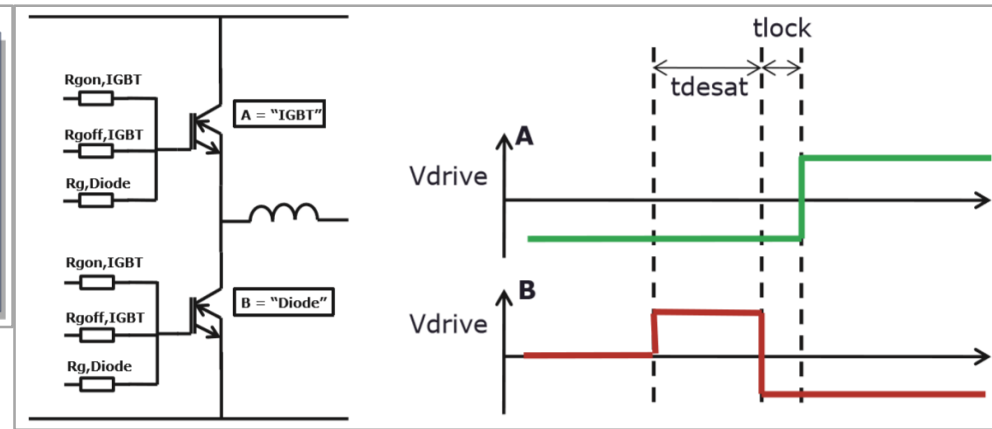 Rgon,IGBT
A = “IGBT”
Rgoff,IGBT
Rg,Diode
Rgon,IGBT
B = “Diode”
Rgoff,IGBT
Rg,Diode
tlock
tdesat
A
Vdrive
B
Vdrive